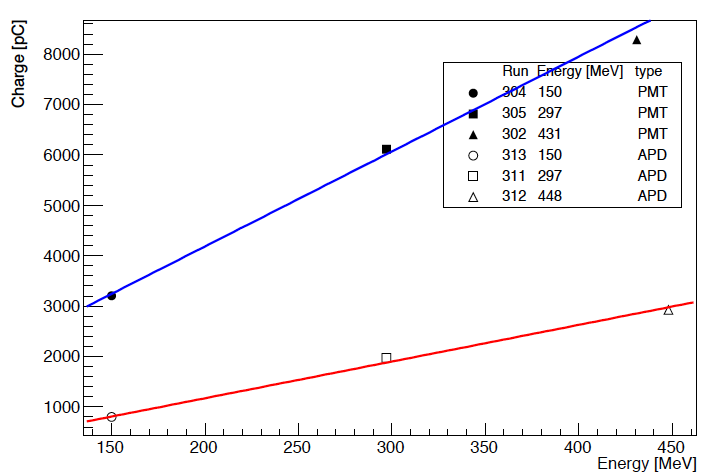 Charge [pC]
8000
7000
6000
5000
4000
3000
2000
1000
Run Energy [MeV] type
304 150 PMT
305 297 PMT
302 431 PMT
313 150 APD
311 297 APD
312 448 APD
150 200 250 300 350 400 450
Energy [MeV]